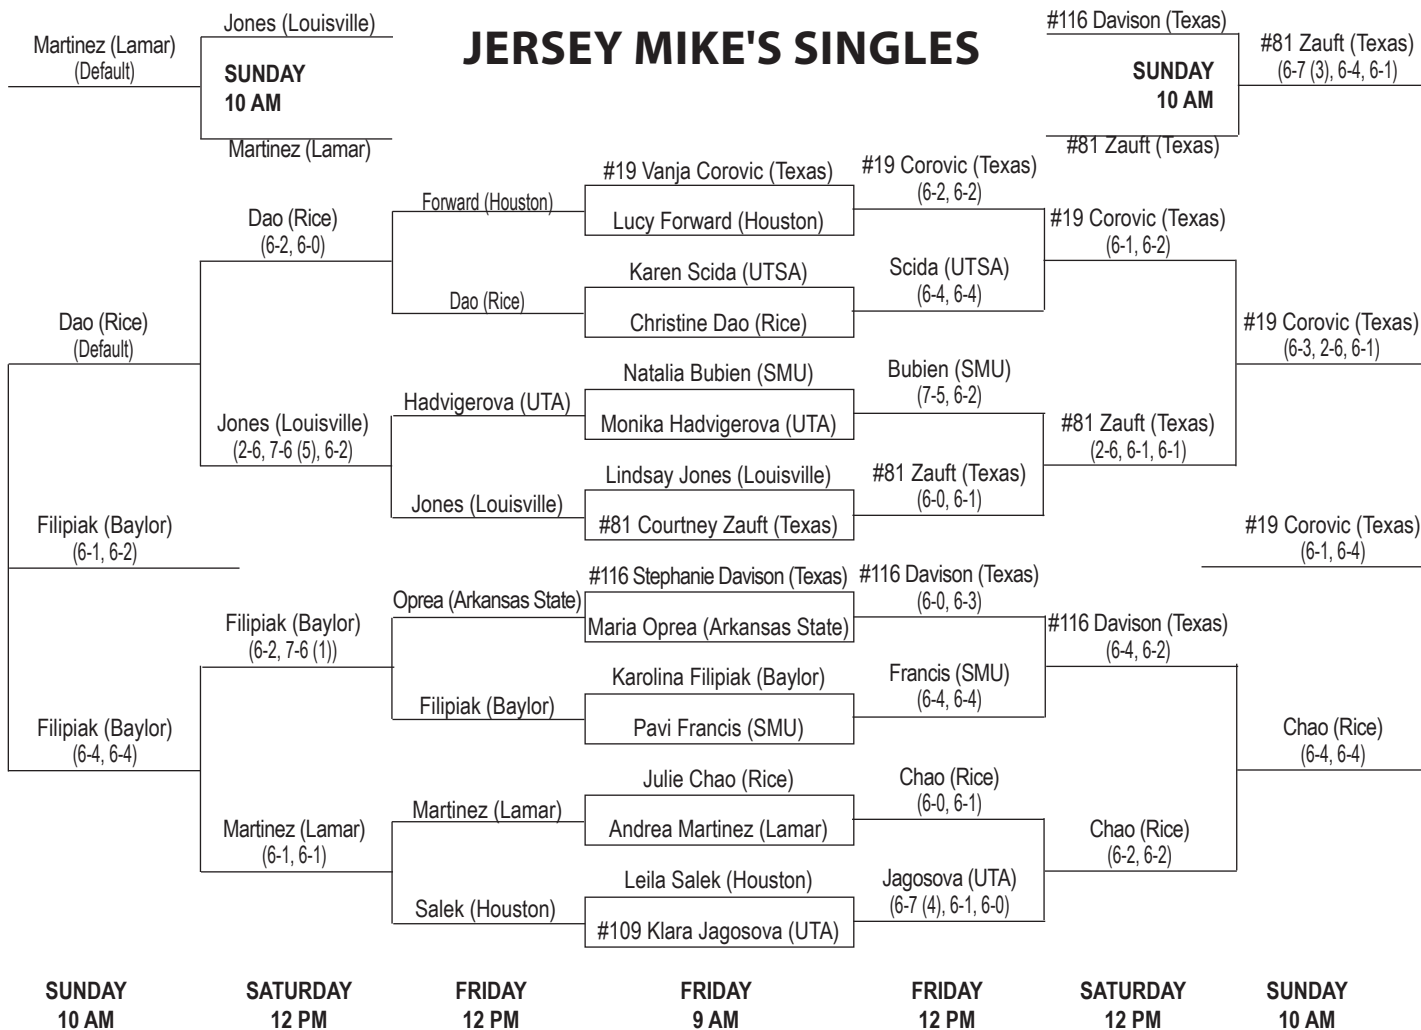 JERSEY MIKE'S SINGLES
Martinez (Lamar)
(Default)
Jones (Louisville)
SUNDAY
10 AM
Martinez (Lamar)
#116 Davison (Texas)
SUNDAY
10 AM
#81 Zauft (Texas)
#81 Zauft (Texas)
(6-7 (3), 6-4, 6-1)
Dao (Rice)
(Default)
Filipiak (Baylor)
(6-1, 6-2)
Filipiak (Baylor)
(6-4, 6-4)
Dao (Rice)
(6-2, 6-0)
Jones (Louisville)
(2-6, 7-6 (5), 6-2)
Filipiak (Baylor)
(6-2, 7-6 (1))
Martinez (Lamar)
(6-1, 6-1)
Forward (Houston)
Dao (Rice)
Hadvigerova (UTA)
Jones (Louisville)
Oprea (Arkansas State)
Filipiak (Baylor)
Martinez (Lamar)
Salek (Houston)
#19 Vanja Corovic (Texas)
Lucy Forward (Houston)
Karen Scida (UTSA)
Christine Dao (Rice)
Natalia Bubien (SMU)
Monika Hadvigerova (UTA)
Lindsay Jones (Louisville)
#81 Courtney Zauft (Texas)
#116 Stephanie Davison (Texas)
Maria Oprea (Arkansas State)
Karolina Filipiak (Baylor)
Pavi Francis (SMU)
Julie Chao (Rice)
Andrea Martinez (Lamar)
Leila Salek (Houston)
#109 Klara Jagosova (UTA)
#19 Corovic (Texas)
(6-2, 6-2)
Scida (UTSA)
(6-4, 6-4)
Bubien (SMU)
(7-5, 6-2)
#81 Zauft (Texas)
(6-0, 6-1)
#116 Davison (Texas)
(6-0, 6-3)
Francis (SMU)
(6-4, 6-4)
Chao (Rice)
(6-0, 6-1)
Jagosova (UTA)
(6-7 (4), 6-1, 6-0)
#19 Corovic (Texas)
(6-1, 6-2)
#81 Zauft (Texas)
(2-6, 6-1, 6-1)
#116 Davison (Texas)
(6-4, 6-2)
Chao (Rice)
(6-2, 6-2)
#19 Corovic (Texas)
(6-3, 2-6, 6-1)
#19 Corovic (Texas)
(6-1, 6-4)
Chao (Rice)
(6-4, 6-4)
SUNDAY
10 AM
SATURDAY
12 PM
FRIDAY
12 PM
FRIDAY
9 AM
FRIDAY
12 PM
SATURDAY
12 PM
SUNDAY
10 AM